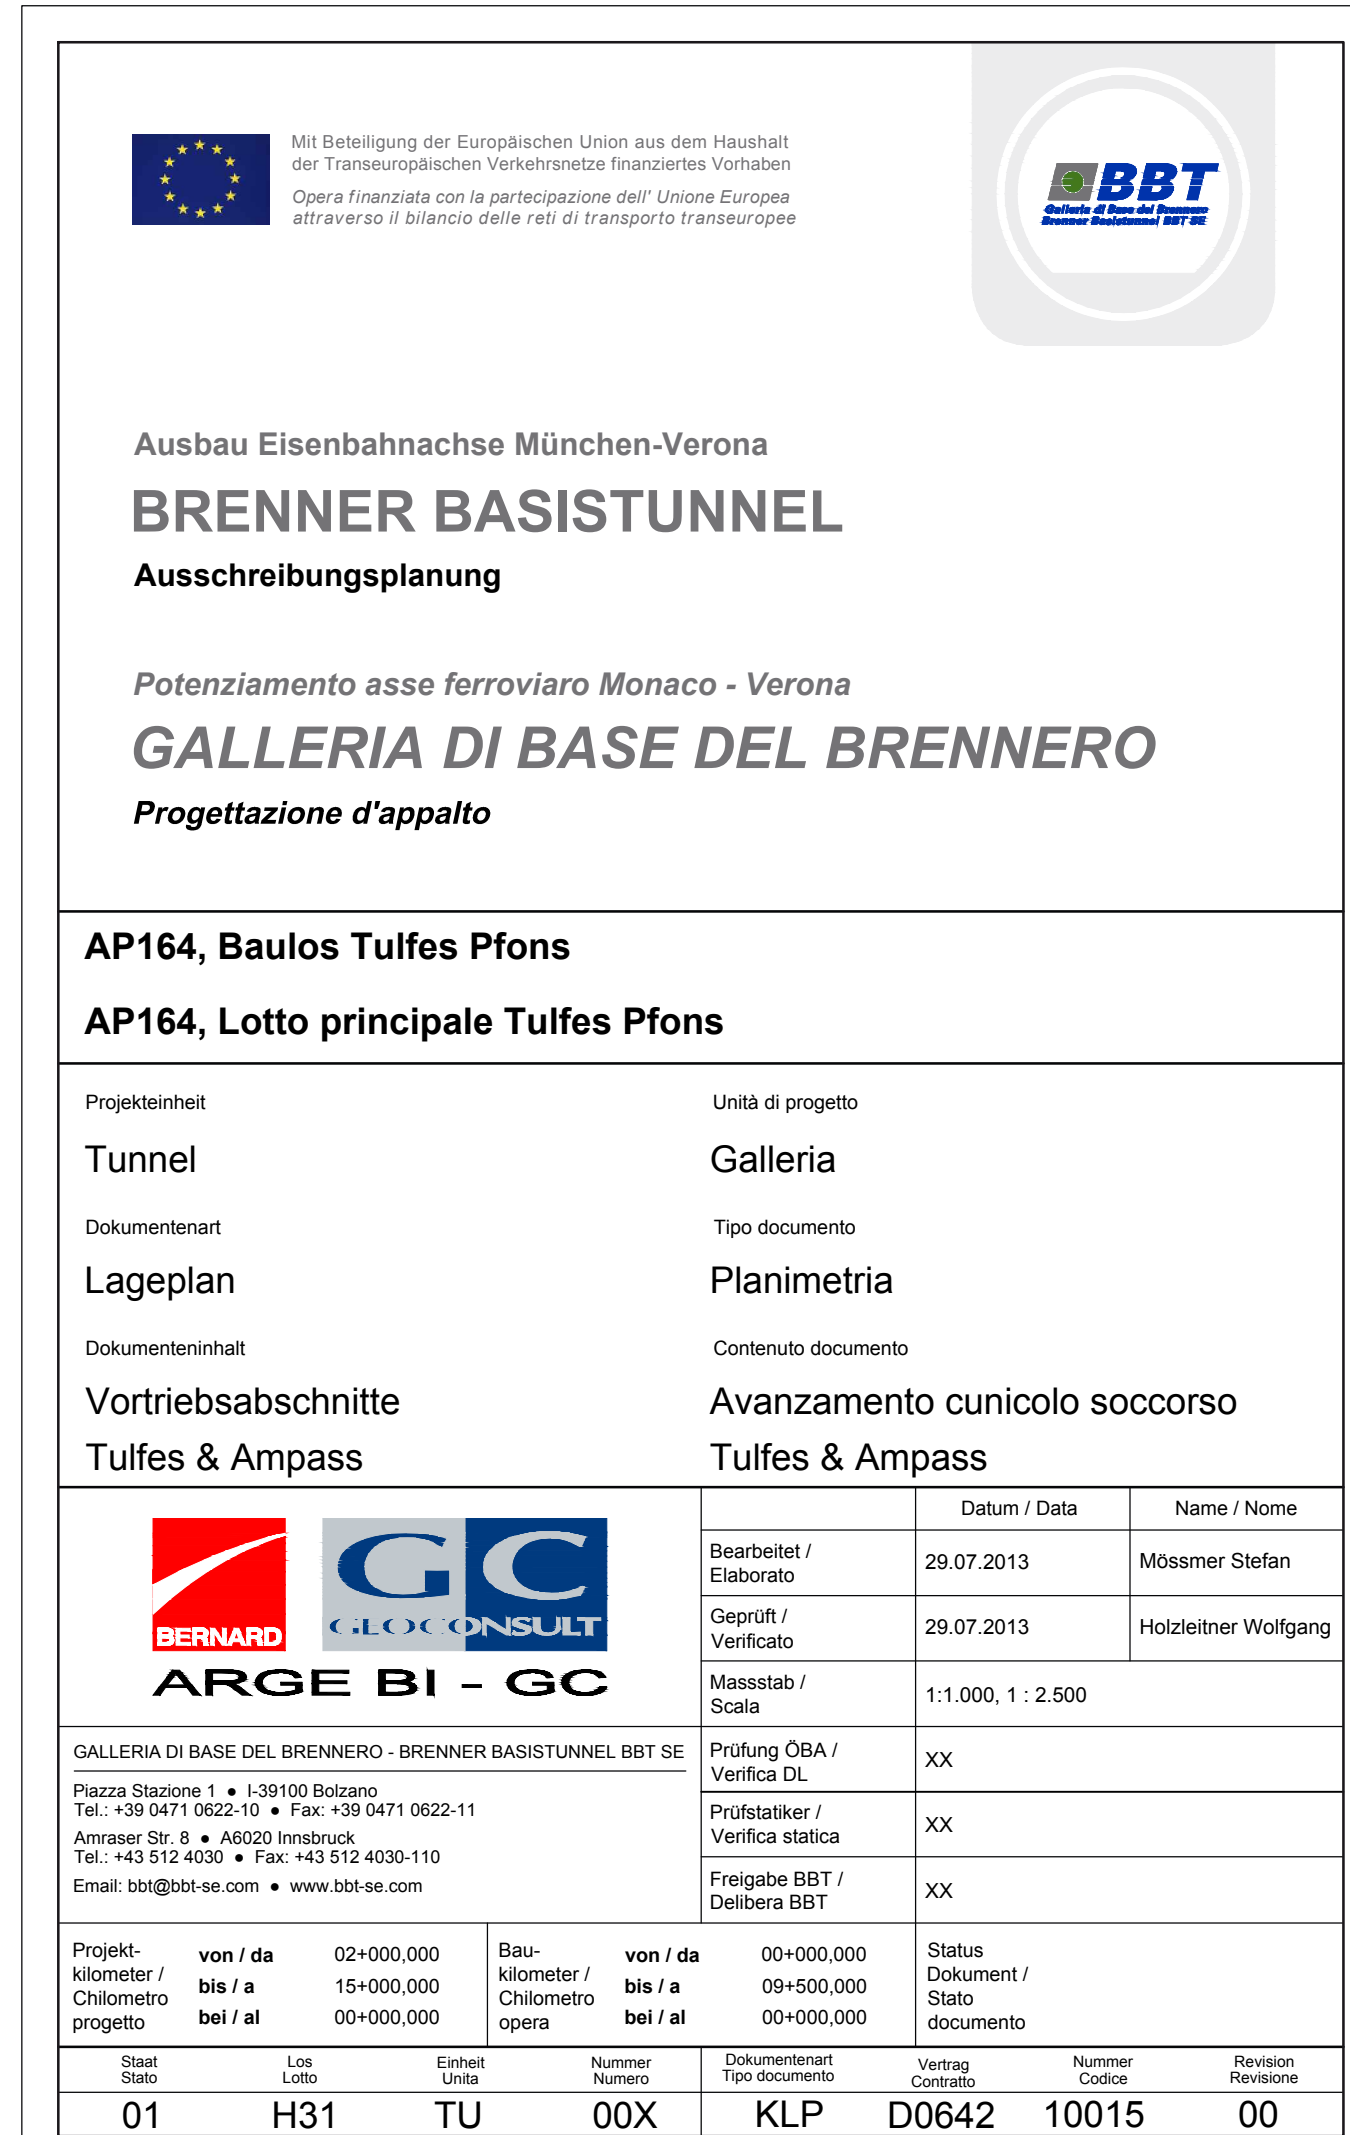 Mit Beteiligung der Europäischen Union aus dem Haushalt
der Transeuropäischen Verkehrsnetze finanziertes Vorhaben
Opera finanziata con la partecipazione dell' Unione Europea
attraverso il bilancio delle reti di transporto transeuropee
BBT
Galleria di Base del Brennero
Brenner Basistunnel BBT SE
Ausbau Eisenbahnachse München-Verona
BRENNER BASISTUNNEL
Ausschreibungsplanung
Potenziamento asse ferroviaro Monaco - Verona
GALLERIA DI BASE DEL BRENNERO
Progettazione d'appalto
AP164, Baulos Tulfes Pfons
AP164, Lotto principale Tulfes Pfons
Projekteinheit
Unità di progetto
Tunnel
Galleria
Dokumentenart
Tipo documento
Lageplan
Planimetria
Dokumenteninhalt
Contenuto documento
Vortriebsabschnitte
Avanzamento cunicolo soccorso
Tulfes & Ampass
Tulfes & Ampass
BERNARD
GC
GEOCONSULT
ARGE BI - GC
Datum / Data
Name / Nome
Bearbeitet /
Elaborato
29.07.2013
Mössmer Stefan
Geprüft /
Verificato
29.07.2013
Holzleitner Wolfgang
Massstab /
Scala
1:1.000, 1 : 2.500
GALLERIA DI BASE DEL BRENNERO - BRENNER BASISTUNNEL BBT SE
Piazza Stazione 1 ● I-39100 Bolzano
Tel.: +39 0471 0622-10 ● Fax: +39 0471 0622-11
Amraser Str. 8 ● A6020 Innsbruck
Tel.: +43 512 4030 ● Fax: +43 512 4030-110
Email: bbt@bbt-se.com ● www.bbt-se.com
Prüfung ÖBA /
Verifica DL
XX
Prüfstatiker /
Verifica statica
XX
Freigabe BBT /
Delibera BBT
XX
Projekt-
kilometer /
Chilometro
progetto
von / da 02+000,000
bis / a 15+000,000
bei / al 00+000,000
Bau-
kilometer /
Chilometro
opera
von / da 00+000,000
bis / a 09+500,000
bei / al 00+000,000
Status
Dokument /
Stato
documento
Staat
Stato
Los
Lotto
Einheit
Unita
Nummer
Numero
Dokumentenart
Tipo documento
Vertrag
Contratto
Nummer
Codice
Revision
Revisione
01 H31 TU 00X KLP D0642 10015 00